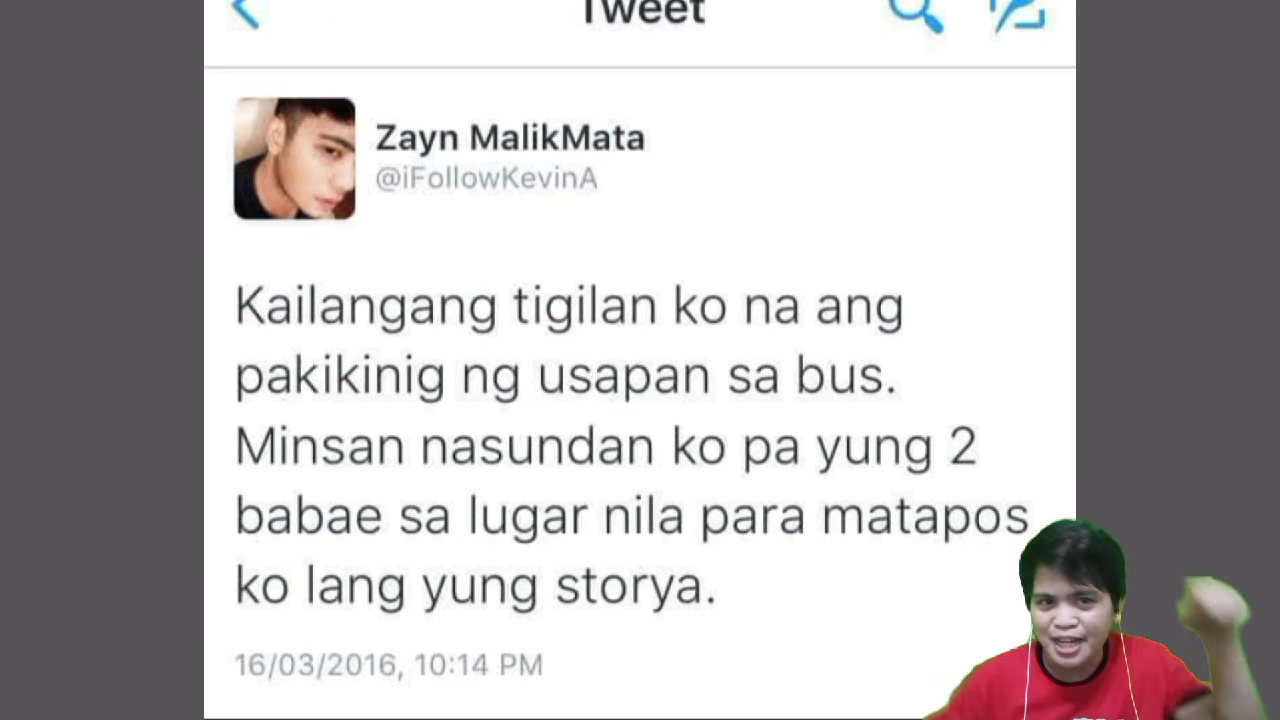 Tweet
Zayn MalikMata
@iFollowKevinA
Kailangang tigilan ko na ang
pakikinig ng usapan sa bus.
Minsan nasundan ko pa yung 2
babae sa lugar nila para matapos
ko lang yung storya.
16/03/2016, 10:14 PM